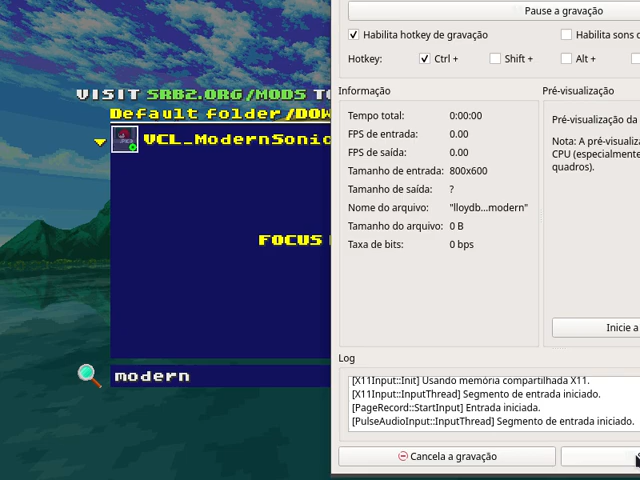 VISIT SRB2.ORG/MODS TO
Default folder/DOW
VCL_ModernSonic
FOCUS
modern
Pause a gravação
Habilita hotkey de gravação
Habilita sons d
Hotkey:
Ctrl +
Shift +
Alt +
Informação
Tempo total: 0:00:00
FPS de entrada: 0.00
FPS de saída: 0.00
Tamanho de entrada: 800x600
Tamanho de saída: ?
Nome do arquivo: "lloydb...modern"
Tamanho do arquivo: 0 B
Taxa de bits: 0 bps
Pré-visualização
Pré-visualização da
Nota: A pré-visualiza
CPU (especialmente
quadros).
Inicie a
Log
[X11Input::Init] Usando memória compartilhada X11.
[X11Input::InputThread] Segmento de entrada iniciado.
[PageRecord::StartInput] Entrada iniciada.
[PulseAudioInput::InputThread] Segmento de entrada iniciado.
Cancela a gravação